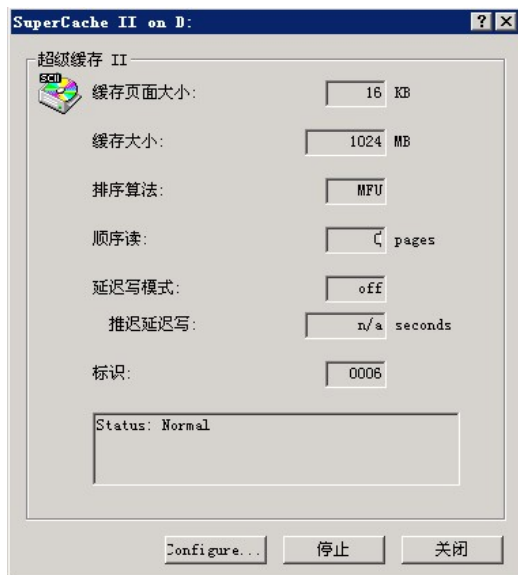 SuperCache II on D:
超级缓存 II
SCII
缓存页面大小: 16 KB
缓存大小: 1024 MB
排序算法: MFU
顺序读: pages
延迟写模式: off
推迟延迟写: n/a seconds
标识: 0006
Status: Normal
Configure... 停止 关闭